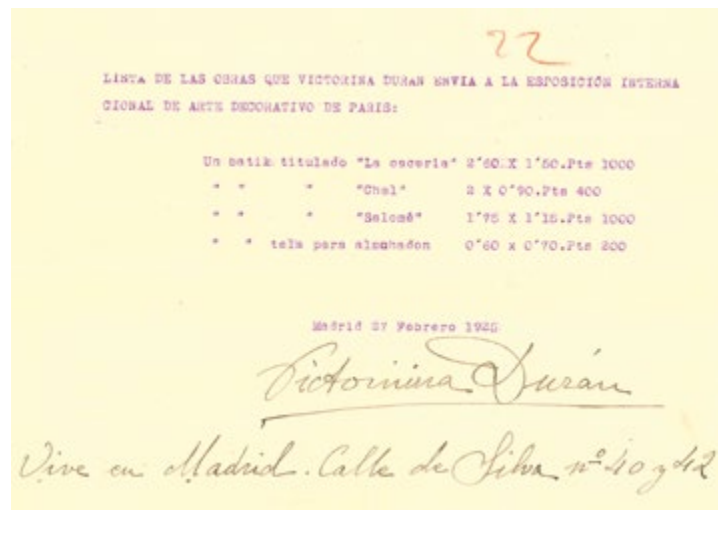 22
LISTA DE LAS OBRAS QUE VICTORINA DURAN ENVIA A LA ESPOSICIÓN INTERNA
CIONAL DE ARTE DECORATIVO DE PARIS:
Un batik titulado "La caceria" 2´60 X 1´50.Pts 1000
" " " "Chal" 2 X 0´90.Pts 400
" " " "Salomé" 1´75 X 1´15.Pts 1000
" " tela para almohadon 0´60 x 0´70.Pts 200
Madrid 27 Febrero 1925
Victorina Durán
Vive en Madrid. Calle de Silva nº 40 y 42